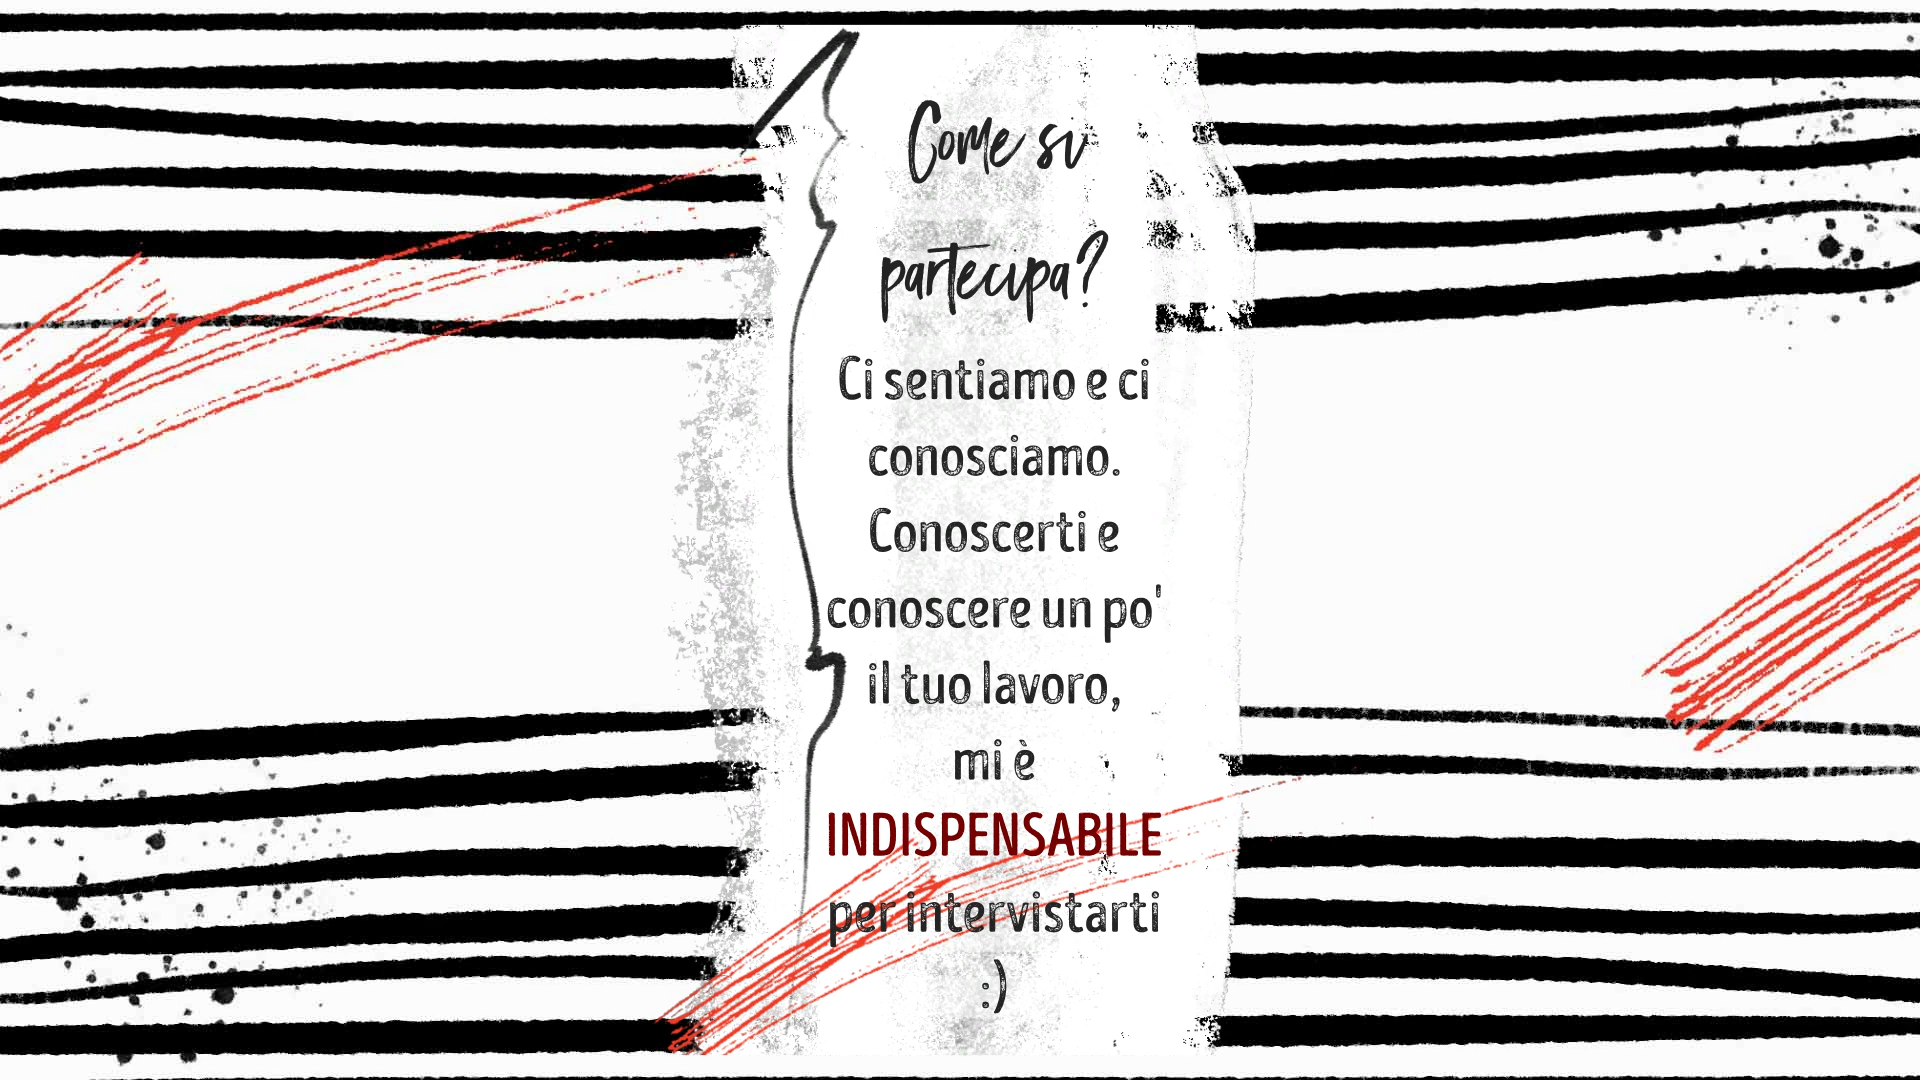 Come si
partecipa?
Ci sentiamo e ci
conosciamo.
Conoscerti e
conoscere un po'
il tuo lavoro,
mi è
INDISPENSABILE
per intervistarti
:)